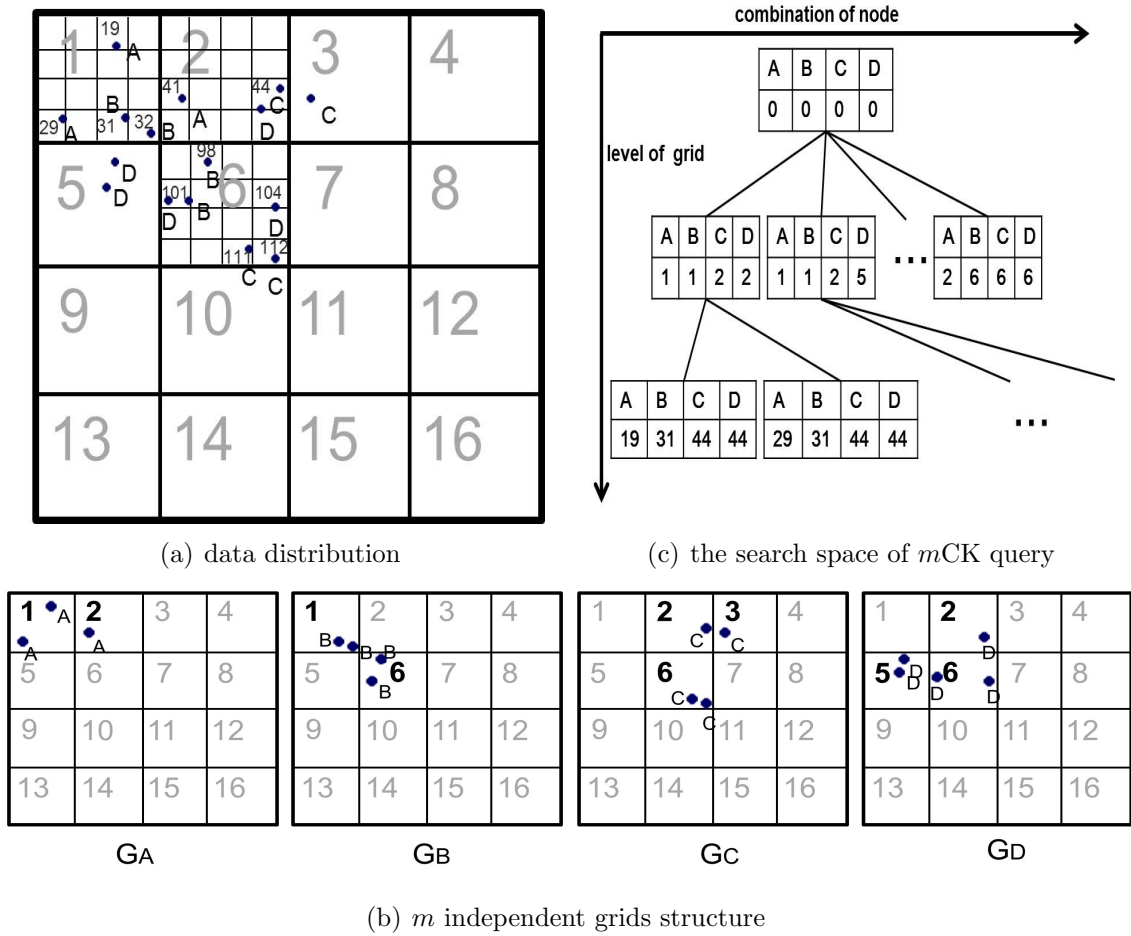 1 2 3 4
19 A
B 41 44 C C
29 A 31 32 B A D
5 6 7 8
98
D B
D 101 B 104
D D
111 112
C C
9 10 11 12
13 14 15 16
(a) data distribution
combination of node
level of grid
A B C D
0 0 0 0
A B C D A B C D A B C D
1 1 2 2 1 1 2 5 ... 2 6 6 6
A B C D A B C D
19 31 44 44 29 31 44 44 ...
(c) the search space of mCK query
1 2 3 4
A
A A
5 6 7 8
9 10 11 12
13 14 15 16
GA
1 2 3 4
B B B
5 6 7 8
B
9 10 11 12
13 14 15 16
GB
1 2 3 4
C C
5 6 7 8
C C
9 10 11 12
13 14 15 16
GC
1 2 3 4
D
5 D 6 7 8
D D D
9 10 11 12
13 14 15 16
GD
(b) m independent grids structure